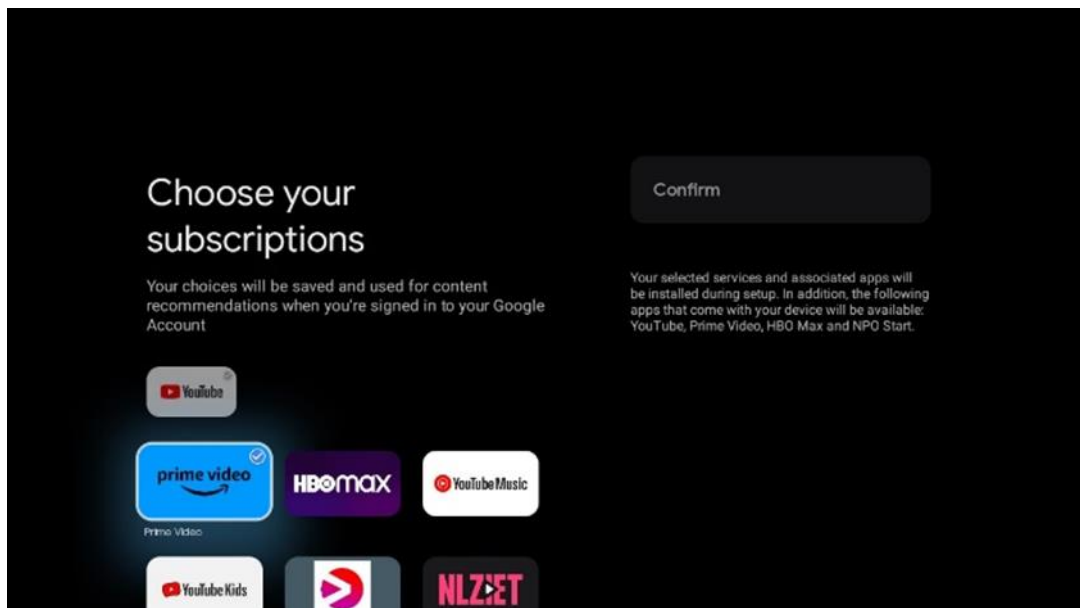 Choose your
subscriptions
Your choices will be saved and used for content
recommendations when you're signed in to your Google
Account
YouTube
prime video
HBOMAX
YouTube Music
Prime Video
YouTube Kids
NLZIET
Confirm
Your selected services and associated apps will
be installed during setup. In addition, the following
apps that come with your device will be available:
YouTube, Prime Video, HBO Max and NPO Start.